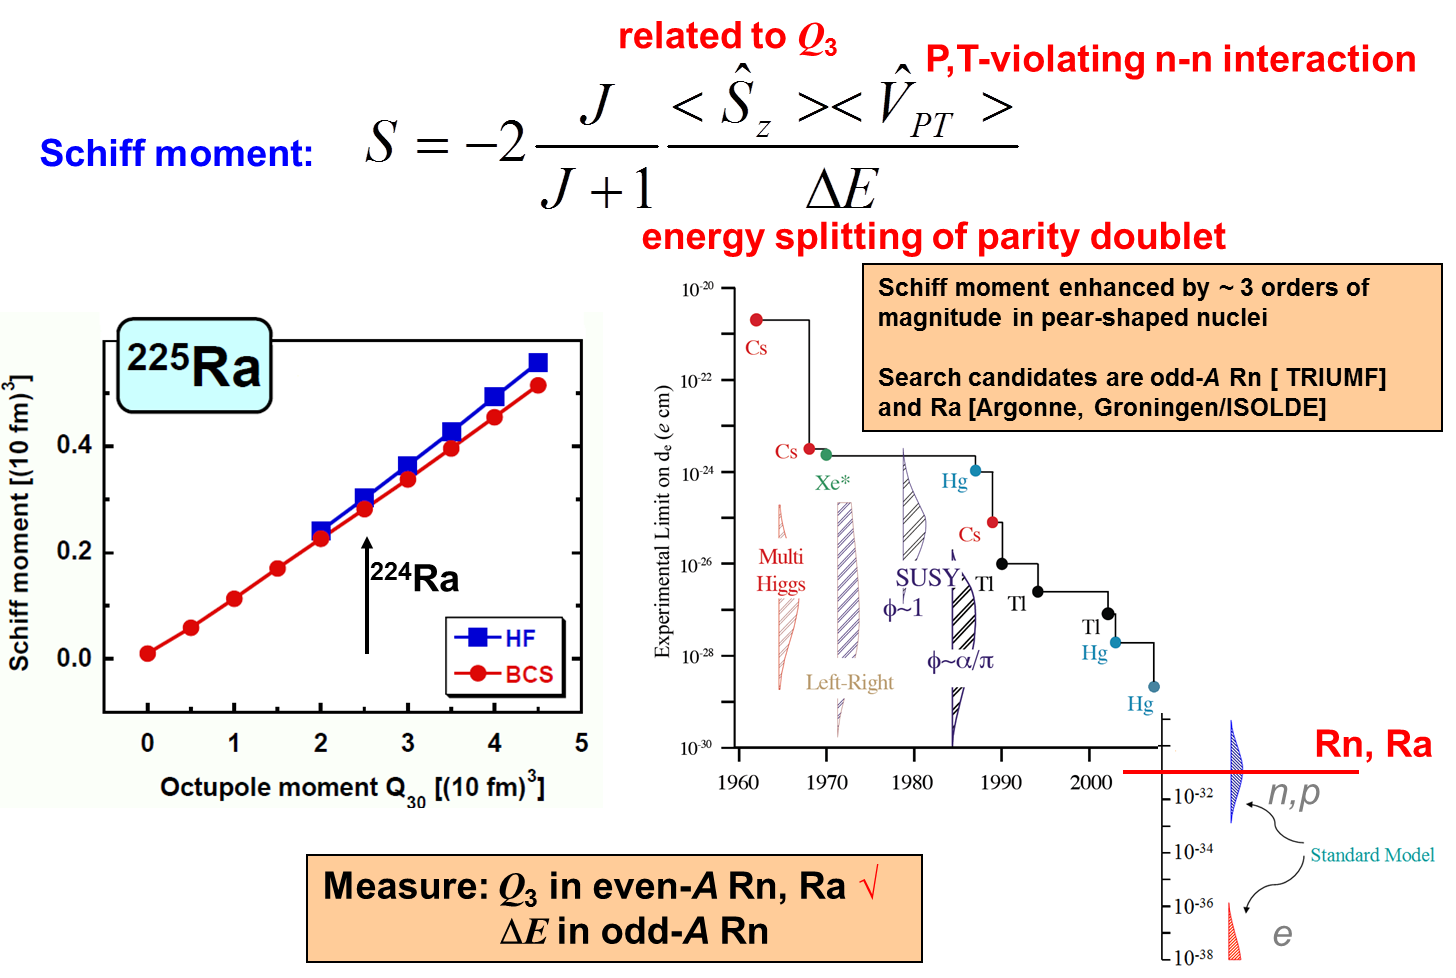 related to Q3
P,T-violating n-n interaction
Schiff moment:
S = −2 J/(J + 1) < Ŝz >< V̂PT > / ΔE
energy splitting of parity doublet
Schiff moment enhanced by ~ 3 orders of
magnitude in pear-shaped nuclei
Search candidates are odd-A Rn [ TRIUMF]
and Ra [Argonne, Groningen/ISOLDE]
225Ra
Schiff moment [(10 fm)3]
0.4
0.2
0.0
224Ra
HF
BCS
0 1 2 3 4 5
Octupole moment Q30 [(10 fm)3]
Experimental Limit on de (e cm)
10-20
10-22
10-24
10-26
10-28
10-30
Cs
Cs
Xe*
Hg
Cs
Tl
Tl
Tl
Hg
Hg
Multi
Higgs
Left-Right
SUSY
ϕ~1
ϕ~α/π
1960 1970 1980 1990 2000
Rn, Ra
n,p
10-32
10-34
10-36
10-38
Standard Model
e
Measure: Q3 in even-A Rn, Ra √
ΔE in odd-A Rn